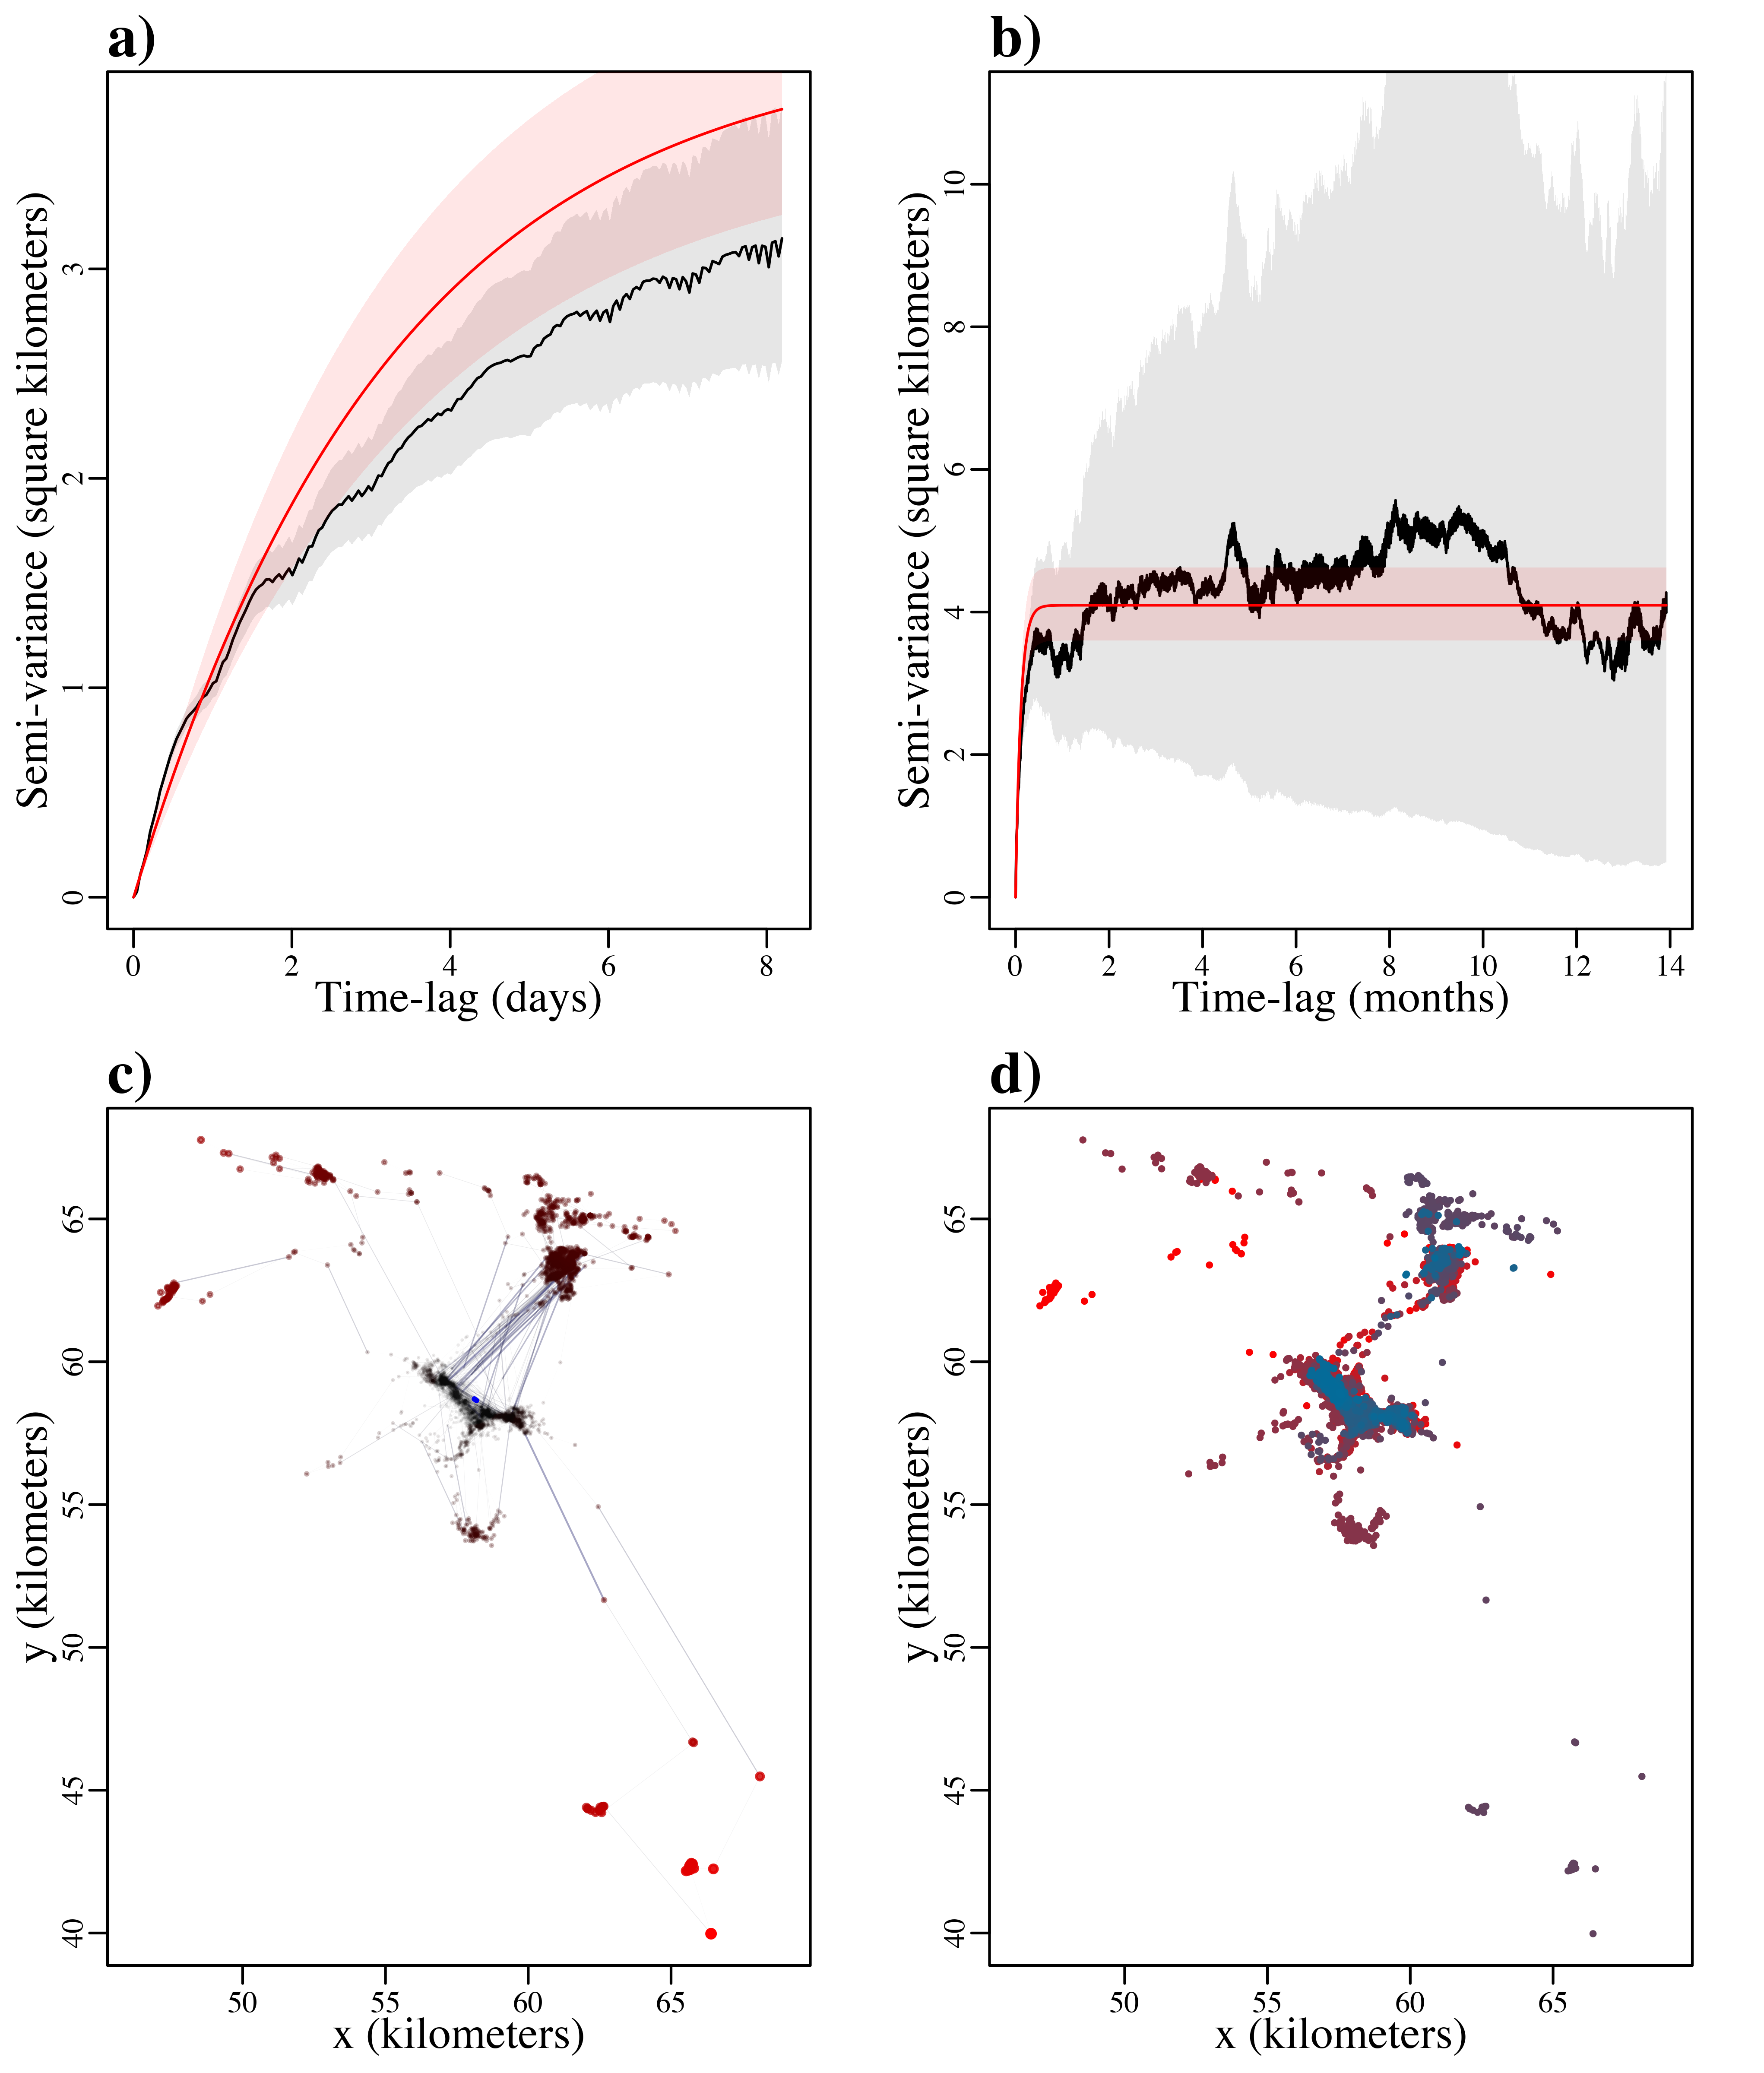 a)
Semi-variance (square kilometers)
3
2
1
0
0 2 4 6 8
Time-lag (days)
b)
Semi-variance (square kilometers)
10
8
6
4
2
0
0 2 4 6 8 10 12 14
Time-lag (months)
c)
y (kilometers)
65
60
55
50
45
40
50 55 60 65
x (kilometers)
d)
y (kilometers)
65
60
55
50
45
40
50 55 60 65
x (kilometers)